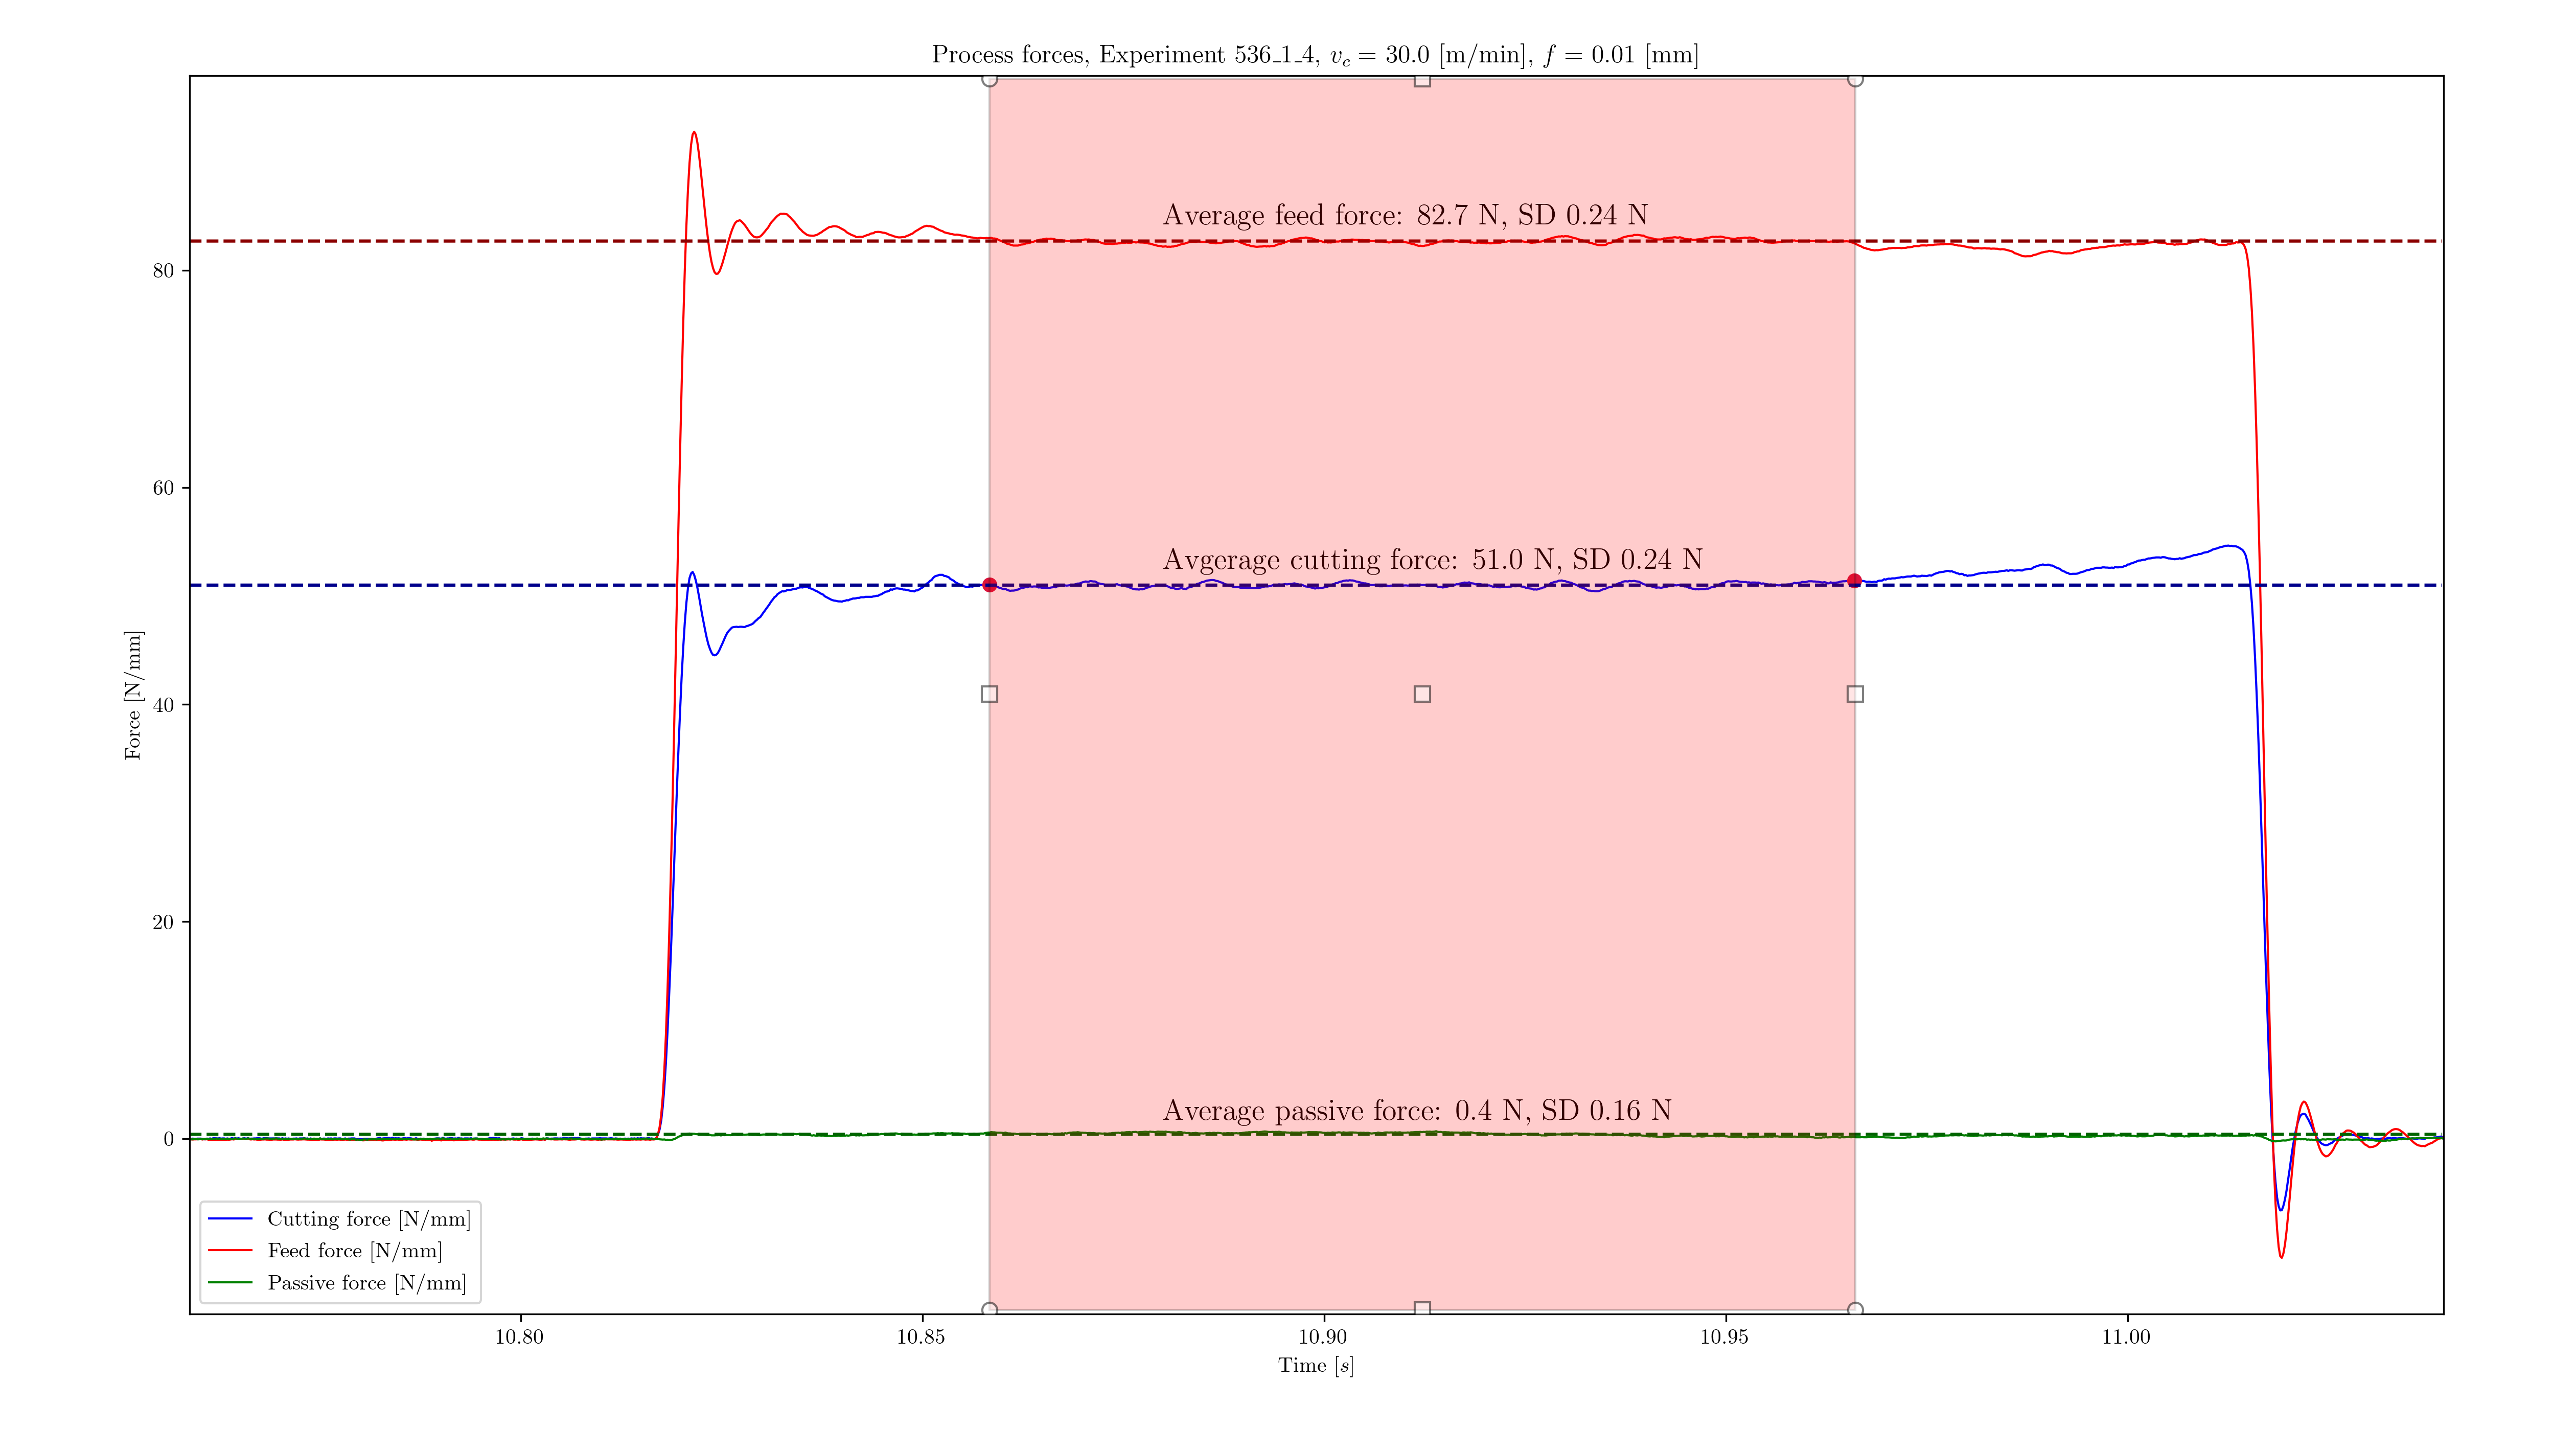 Process forces, Experiment 536_1_4, v_c = 30.0 [m/min], f = 0.01 [mm]
Average feed force: 82.7 N, SD 0.24 N
80
60
Avgerage cutting force: 51.0 N, SD 0.24 N
Force [N/mm]
40
20
Average passive force: 0.4 N, SD 0.16 N
0
Cutting force [N/mm]
Feed force [N/mm]
Passive force [N/mm]
10.80 10.85 10.90 10.95 11.00
Time [s]